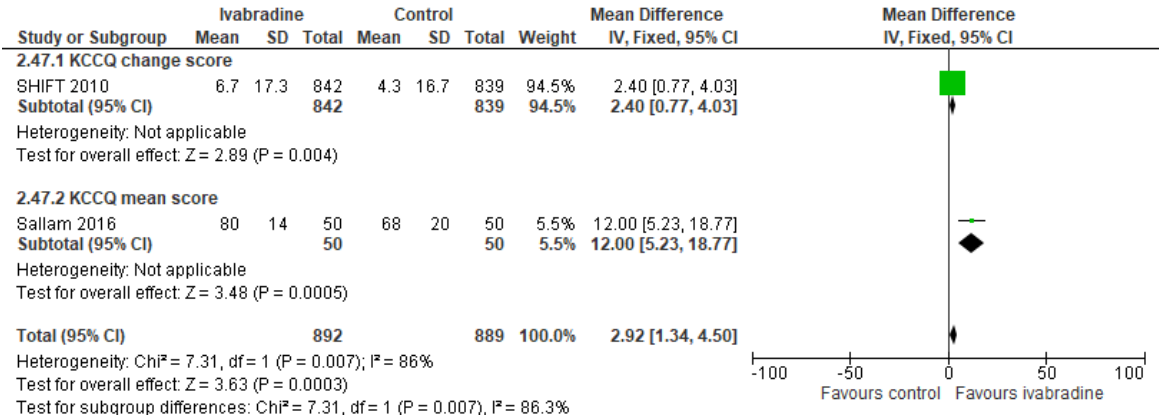 Ivabradine Control Mean Difference Mean Difference
Study or Subgroup Mean SD Total Mean SD Total Weight IV, Fixed, 95% CI IV, Fixed, 95% CI
2.47.1 KCCQ change score
SHIFT 2010 6.7 17.3 842 4.3 16.7 839 94.5% 2.40 [0.77, 4.03]
Subtotal (95% CI) 842 839 94.5% 2.40 [0.77, 4.03]
Heterogeneity: Not applicable
Test for overall effect: Z = 2.89 (P = 0.004)
2.47.2 KCCQ mean score
Sallam 2016 80 14 50 68 20 50 5.5% 12.00 [5.23, 18.77]
Subtotal (95% CI) 50 50 5.5% 12.00 [5.23, 18.77]
Heterogeneity: Not applicable
Test for overall effect: Z = 3.48 (P = 0.0005)
Total (95% CI) 892 889 100.0% 2.92 [1.34, 4.50]
Heterogeneity: Chi² = 7.31, df = 1 (P = 0.007); I² = 86%
Test for overall effect: Z = 3.63 (P = 0.0003)
Test for subgroup differences: Chi² = 7.31, df = 1 (P = 0.007), I² = 86.3%
-100 -50 0 50 100
Favours control Favours ivabradine